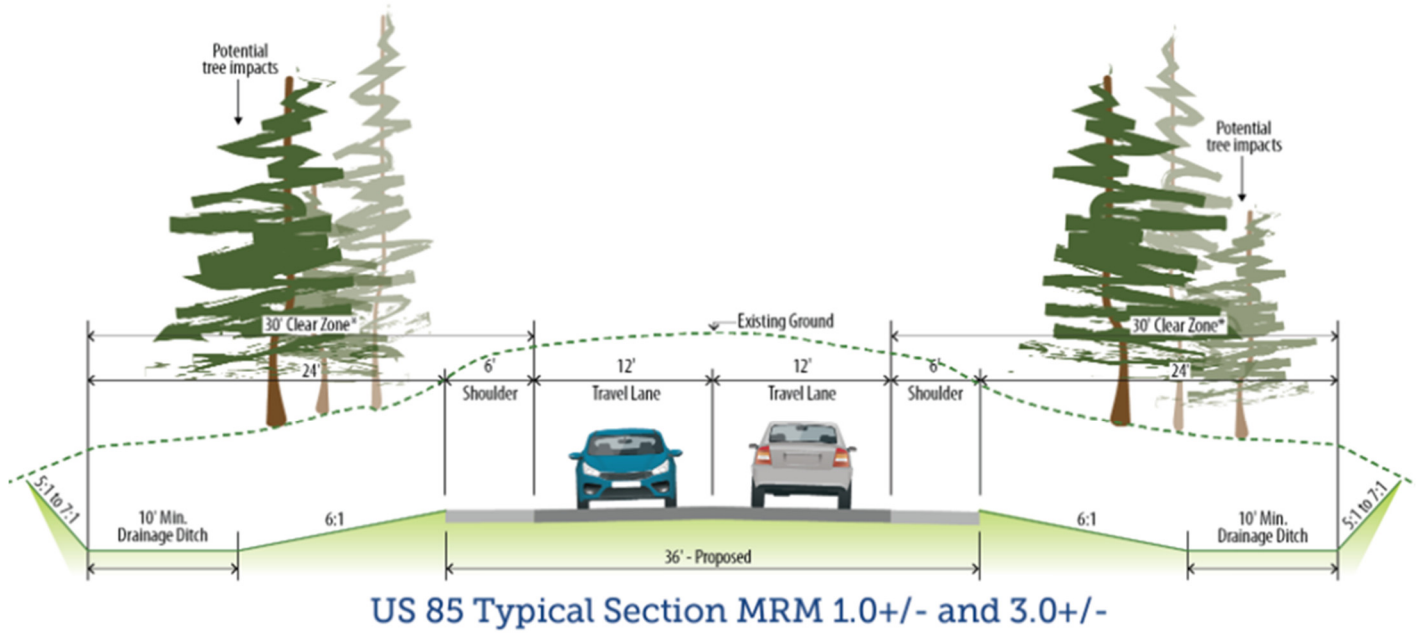 Potential
tree impacts
Potential
tree impacts
30' Clear Zone*
Existing Ground
30' Clear Zone*
24'
6'
12'
12'
6'
24'
Shoulder
Travel Lane
Travel Lane
Shoulder
5:1 to 7:1
10' Min.
Drainage Ditch
6:1
6:1
10' Min.
Drainage Ditch
5:1 to 7:1
36' - Proposed
US 85 Typical Section MRM 1.0+/- and 3.0+/-